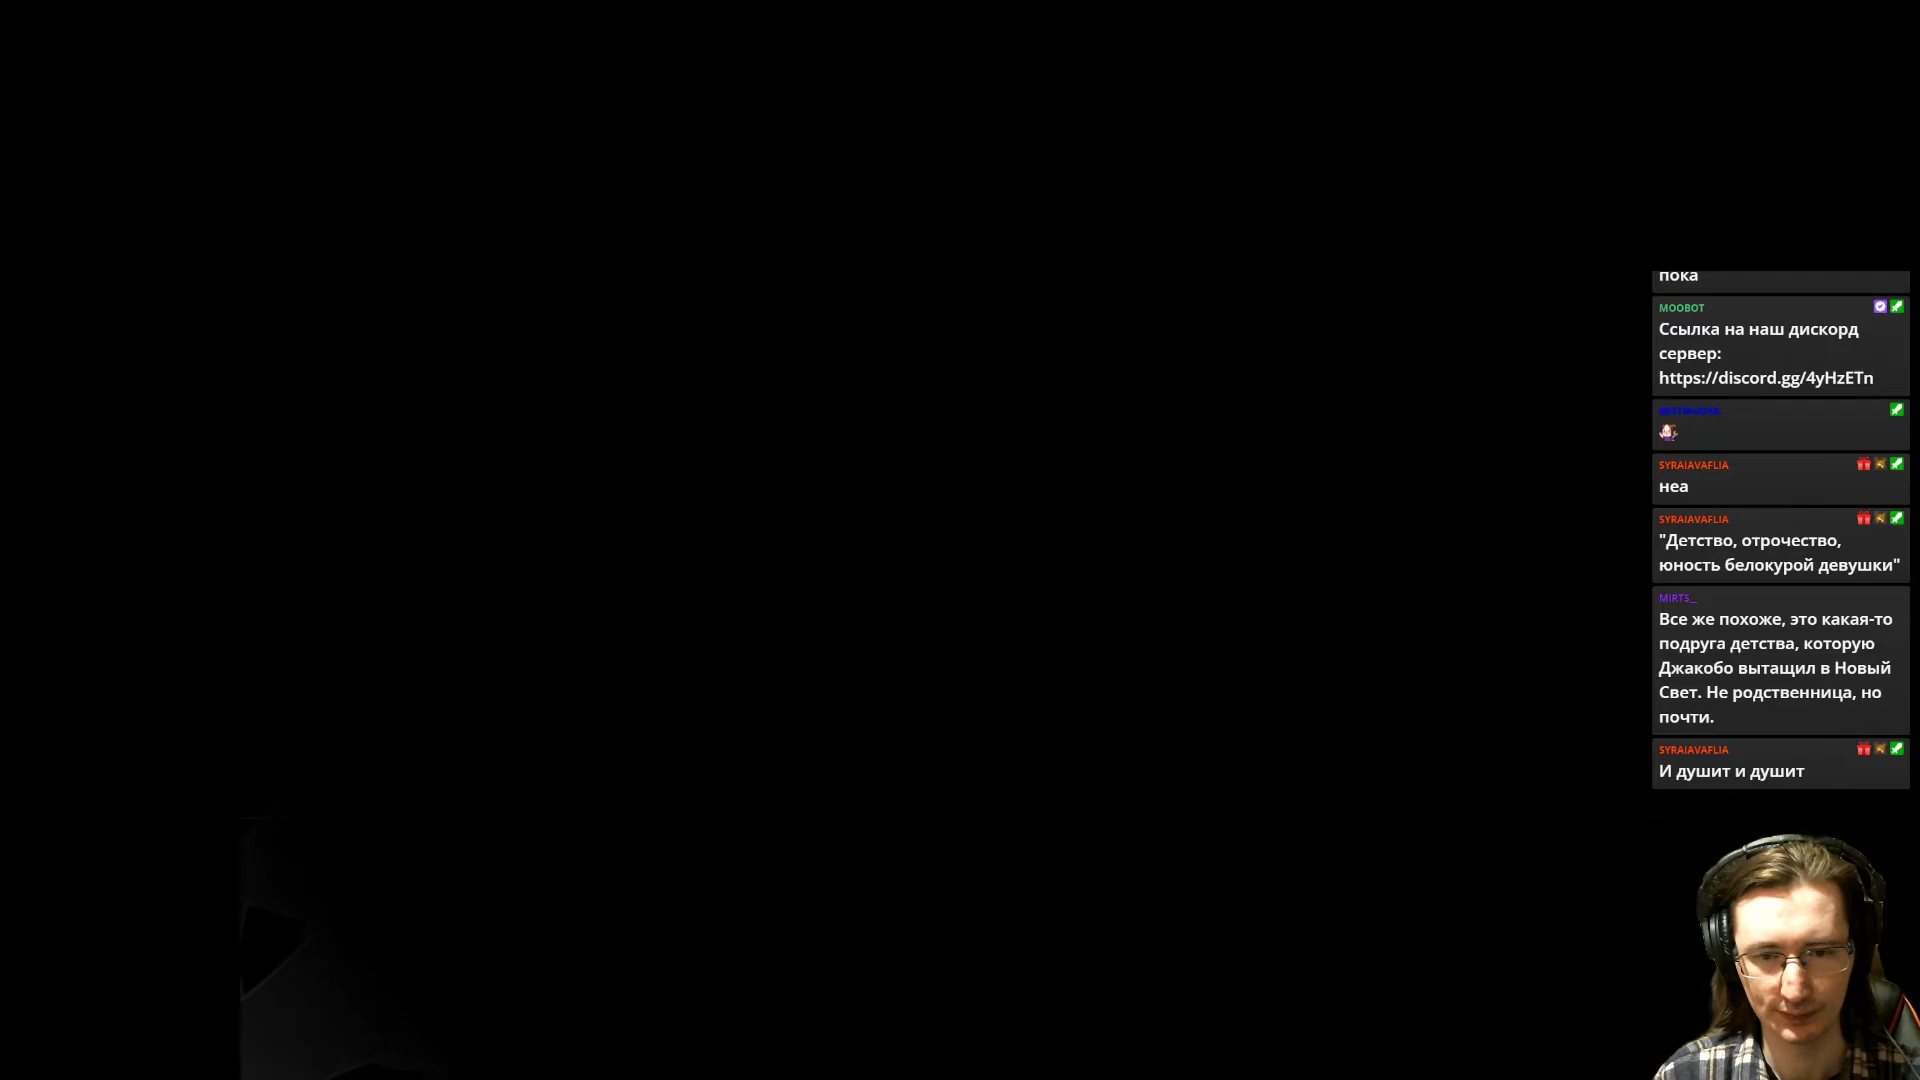 пока
MOOBOT
Ссылка на наш дискорд
сервер:
https://discord.gg/4yHzETn
SYRAIAVAFLIA
неа
SYRAIAVAFLIA
"Детство, отрочество,
юность белокурой девушки"
MIRTS__
Все же похоже, это какая-то
подруга детства, которую
Джакобо вытащил в Новый
Свет. Не родственница, но
почти.
SYRAIAVAFLIA
И душит и душит